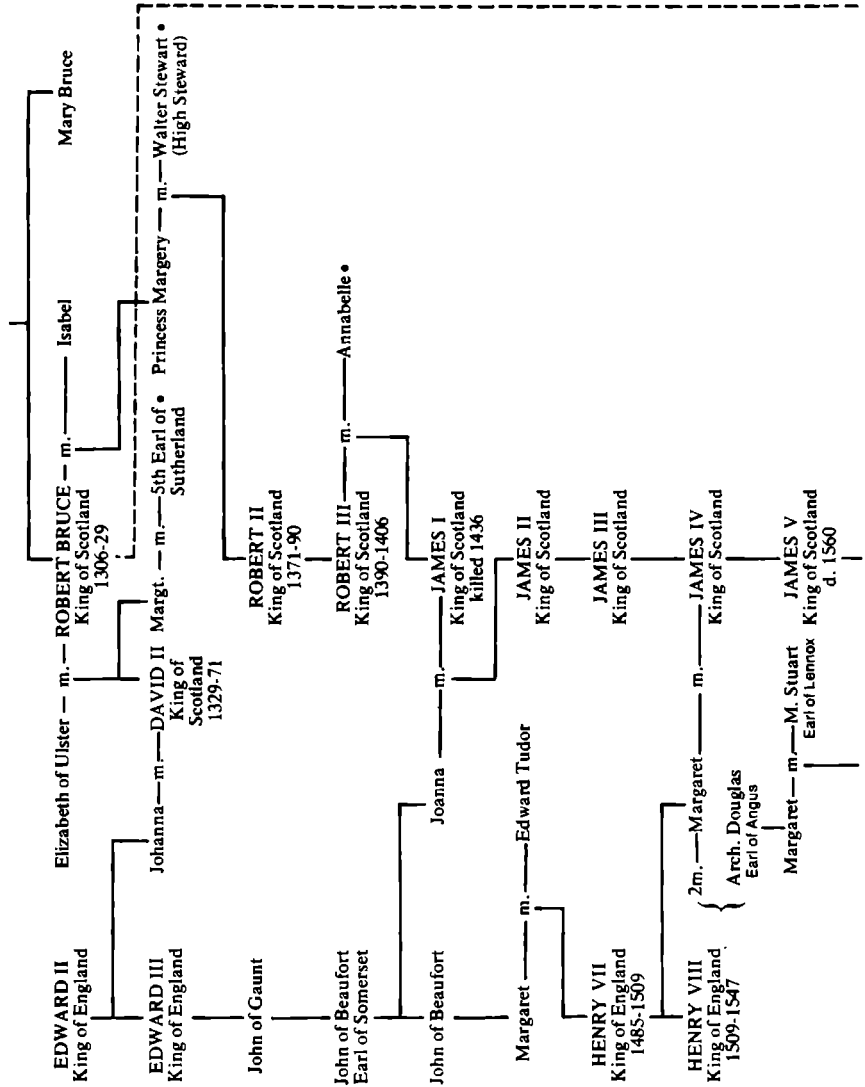 Mary Bruce
EDWARD II
King of England
Elizabeth of Ulster — m. — ROBERT BRUCE — m. — Isabel
King of Scotland
1306-29
EDWARD III
King of England
Johanna — m. — DAVID II
King of
Scotland
1329-71
Margt. — m. — 5th Earl of •
Sutherland
Princess Margery — m. — Walter Stewart •
(High Steward)
John of Gaunt
ROBERT II
King of Scotland
1371-90
John of Beaufort
Earl of Somerset
ROBERT III — m. — Annabelle •
King of Scotland
1390-1406
John of Beaufort
Joanna — m. — JAMES I
King of Scotland
killed 1436
Margaret — m. — Edward Tudor
JAMES II
King of Scotland
HENRY VII
King of England
1485-1509
JAMES III
King of Scotland
HENRY VIII
King of England
1509-1547
{ 2m. — Margaret — m. — JAMES IV
King of Scotland
{ Arch. Douglas
Earl of Angus
Margaret — m. — M. Stuart
Earl of Lennox
JAMES V
King of Scotland
d. 1560